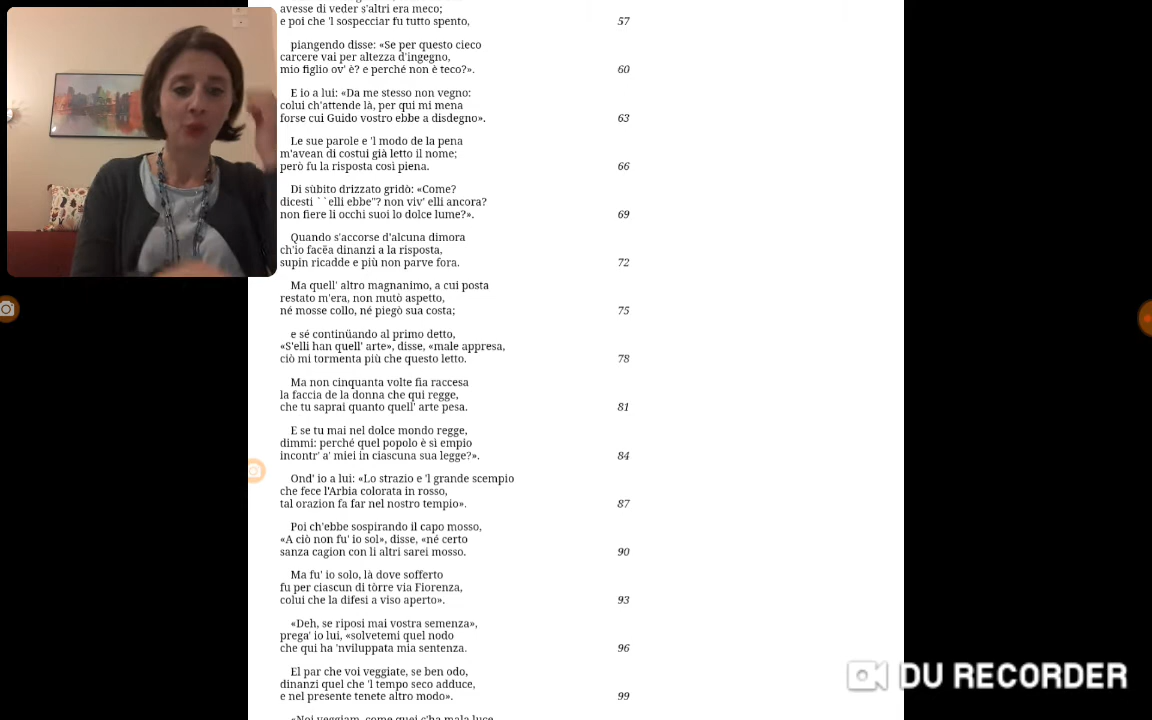 avesse di veder s'altri era meco;
e poi che 'l sospecciar fu tutto spento,
57
piangendo disse: «Se per questo cieco
carcere vai per altezza d'ingegno,
mio figlio ov' è? e perché non è teco?».
60
E io a lui: «Da me stesso non vegno:
colui ch'attende là, per qui mi mena
forse cui Guido vostro ebbe a disdegno».
63
Le sue parole e 'l modo de la pena
m'avean di costui già letto il nome;
però fu la risposta così piena.
66
Di sùbito drizzato gridò: «Come?
dicesti ``elli ebbe"? non viv' elli ancora?
non fiere li occhi suoi lo dolce lume?».
69
Quando s'accorse d'alcuna dimora
ch'io facëa dinanzi a la risposta,
supin ricadde e più non parve fora.
72
Ma quell' altro magnanimo, a cui posta
restato m'era, non mutò aspetto,
né mosse collo, né piegò sua costa;
75
e sé continüando al primo detto,
«S'elli han quell' arte», disse, «male appresa,
ciò mi tormenta più che questo letto.
78
Ma non cinquanta volte fia raccesa
la faccia de la donna che qui regge,
che tu saprai quanto quell' arte pesa.
81
E se tu mai nel dolce mondo regge,
dimmi: perché quel popolo è sì empio
incontr' a' miei in ciascuna sua legge?».
84
Ond' io a lui: «Lo strazio e 'l grande scempio
che fece l'Arbia colorata in rosso,
tal orazion fa far nel nostro tempio».
87
Poi ch'ebbe sospirando il capo mosso,
«A ciò non fu' io sol», disse, «né certo
sanza cagion con li altri sarei mosso.
90
Ma fu' io solo, là dove sofferto
fu per ciascun di tòrre via Fiorenza,
colui che la difesi a viso aperto».
93
«Deh, se riposi mai vostra semenza»,
prega' io lui, «solvetemi quel nodo
che qui ha 'nviluppata mia sentenza.
96
El par che voi veggiate, se ben odo,
dinanzi quel che 'l tempo seco adduce,
e nel presente tenete altro modo».
99
«Noi veggiam, come quei c'ha mala luce
DU RECORDER